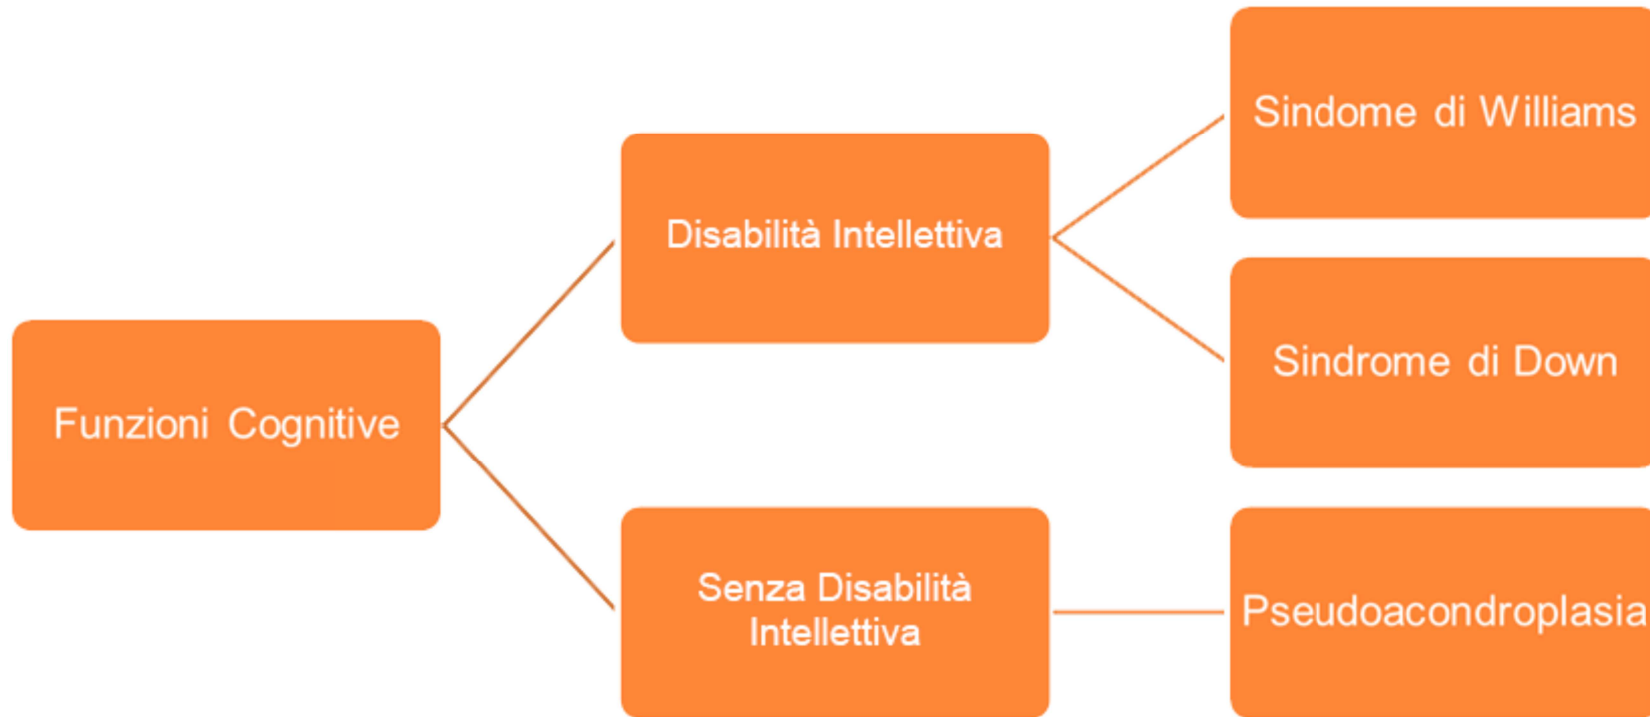 Funzioni Cognitive
Disabilità Intellettiva
Senza Disabilità
Intellettiva
Sindome di Williams
Sindrome di Down
Pseudoacondroplasia